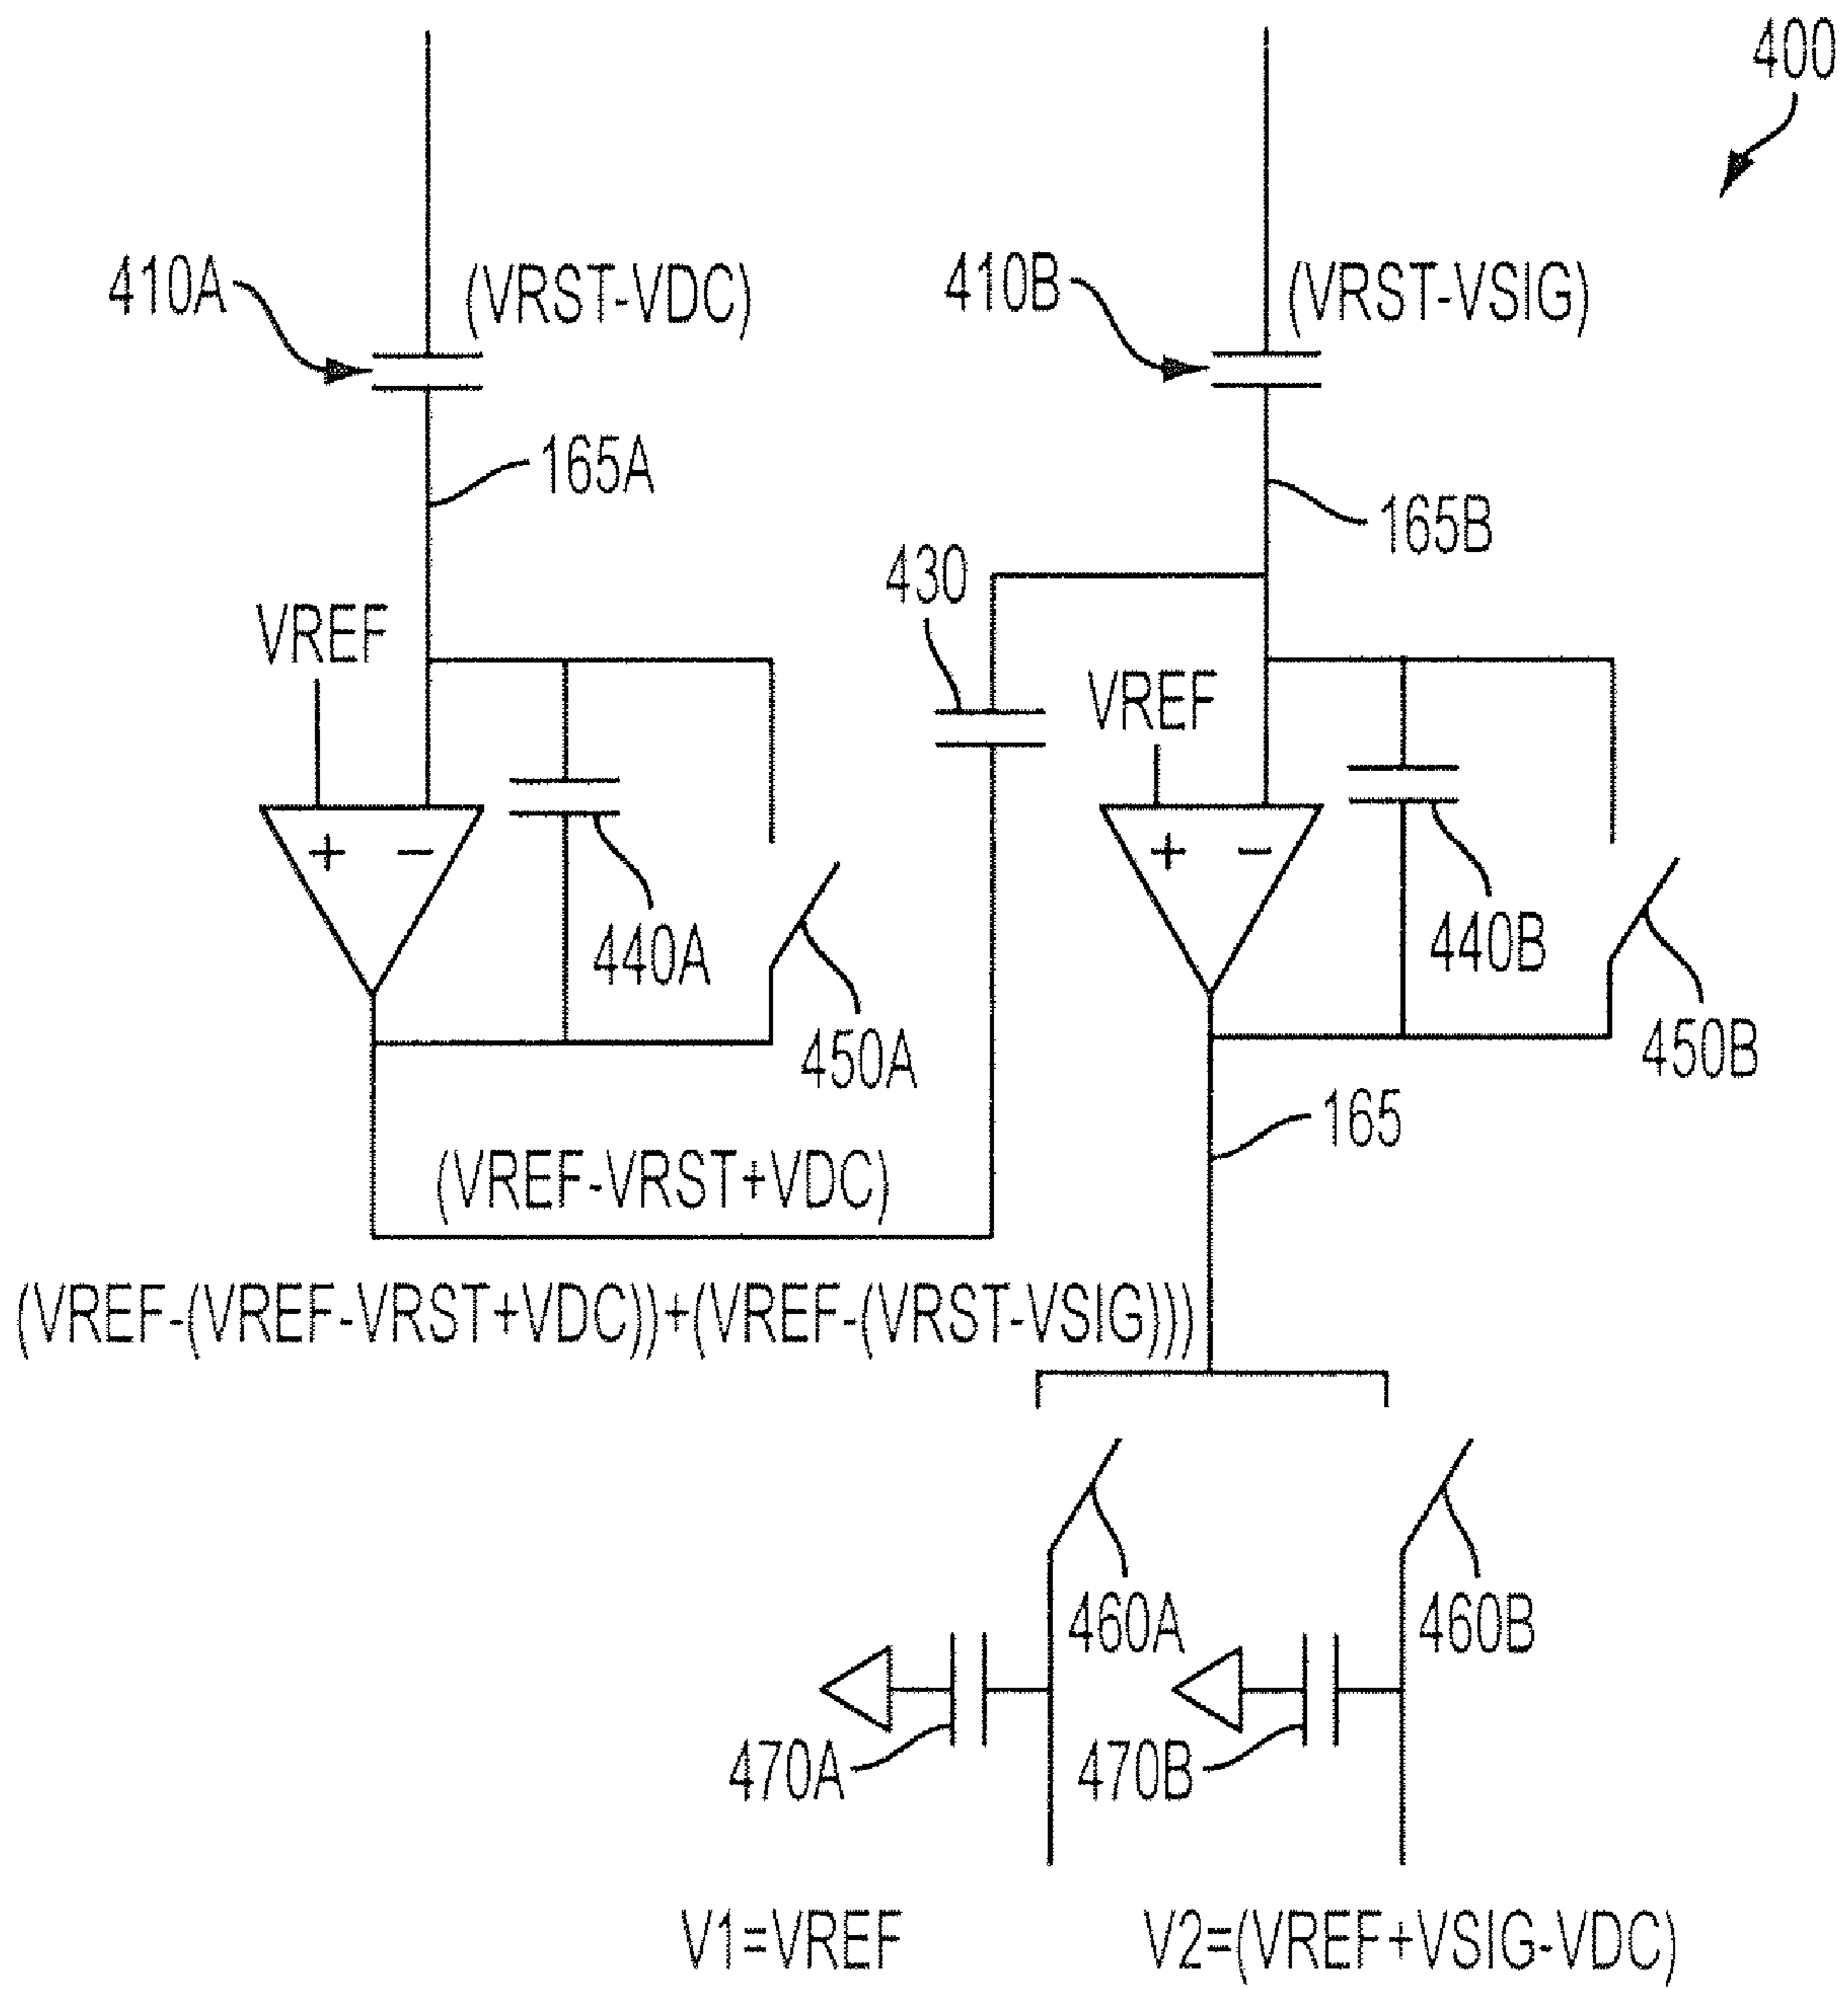 400
410A
(VRST-VDC)
410B
(VRST-VSIG)
165A
165B
430
VREF
VREF
+ −
+ −
440A
440B
450A
450B
165
(VREF-VRST+VDC)
(VREF-(VREF-VRST+VDC))+(VREF-(VRST-VSIG)))
460A
460B
470A
470B
V1=VREF
V2=(VREF+VSIG-VDC)